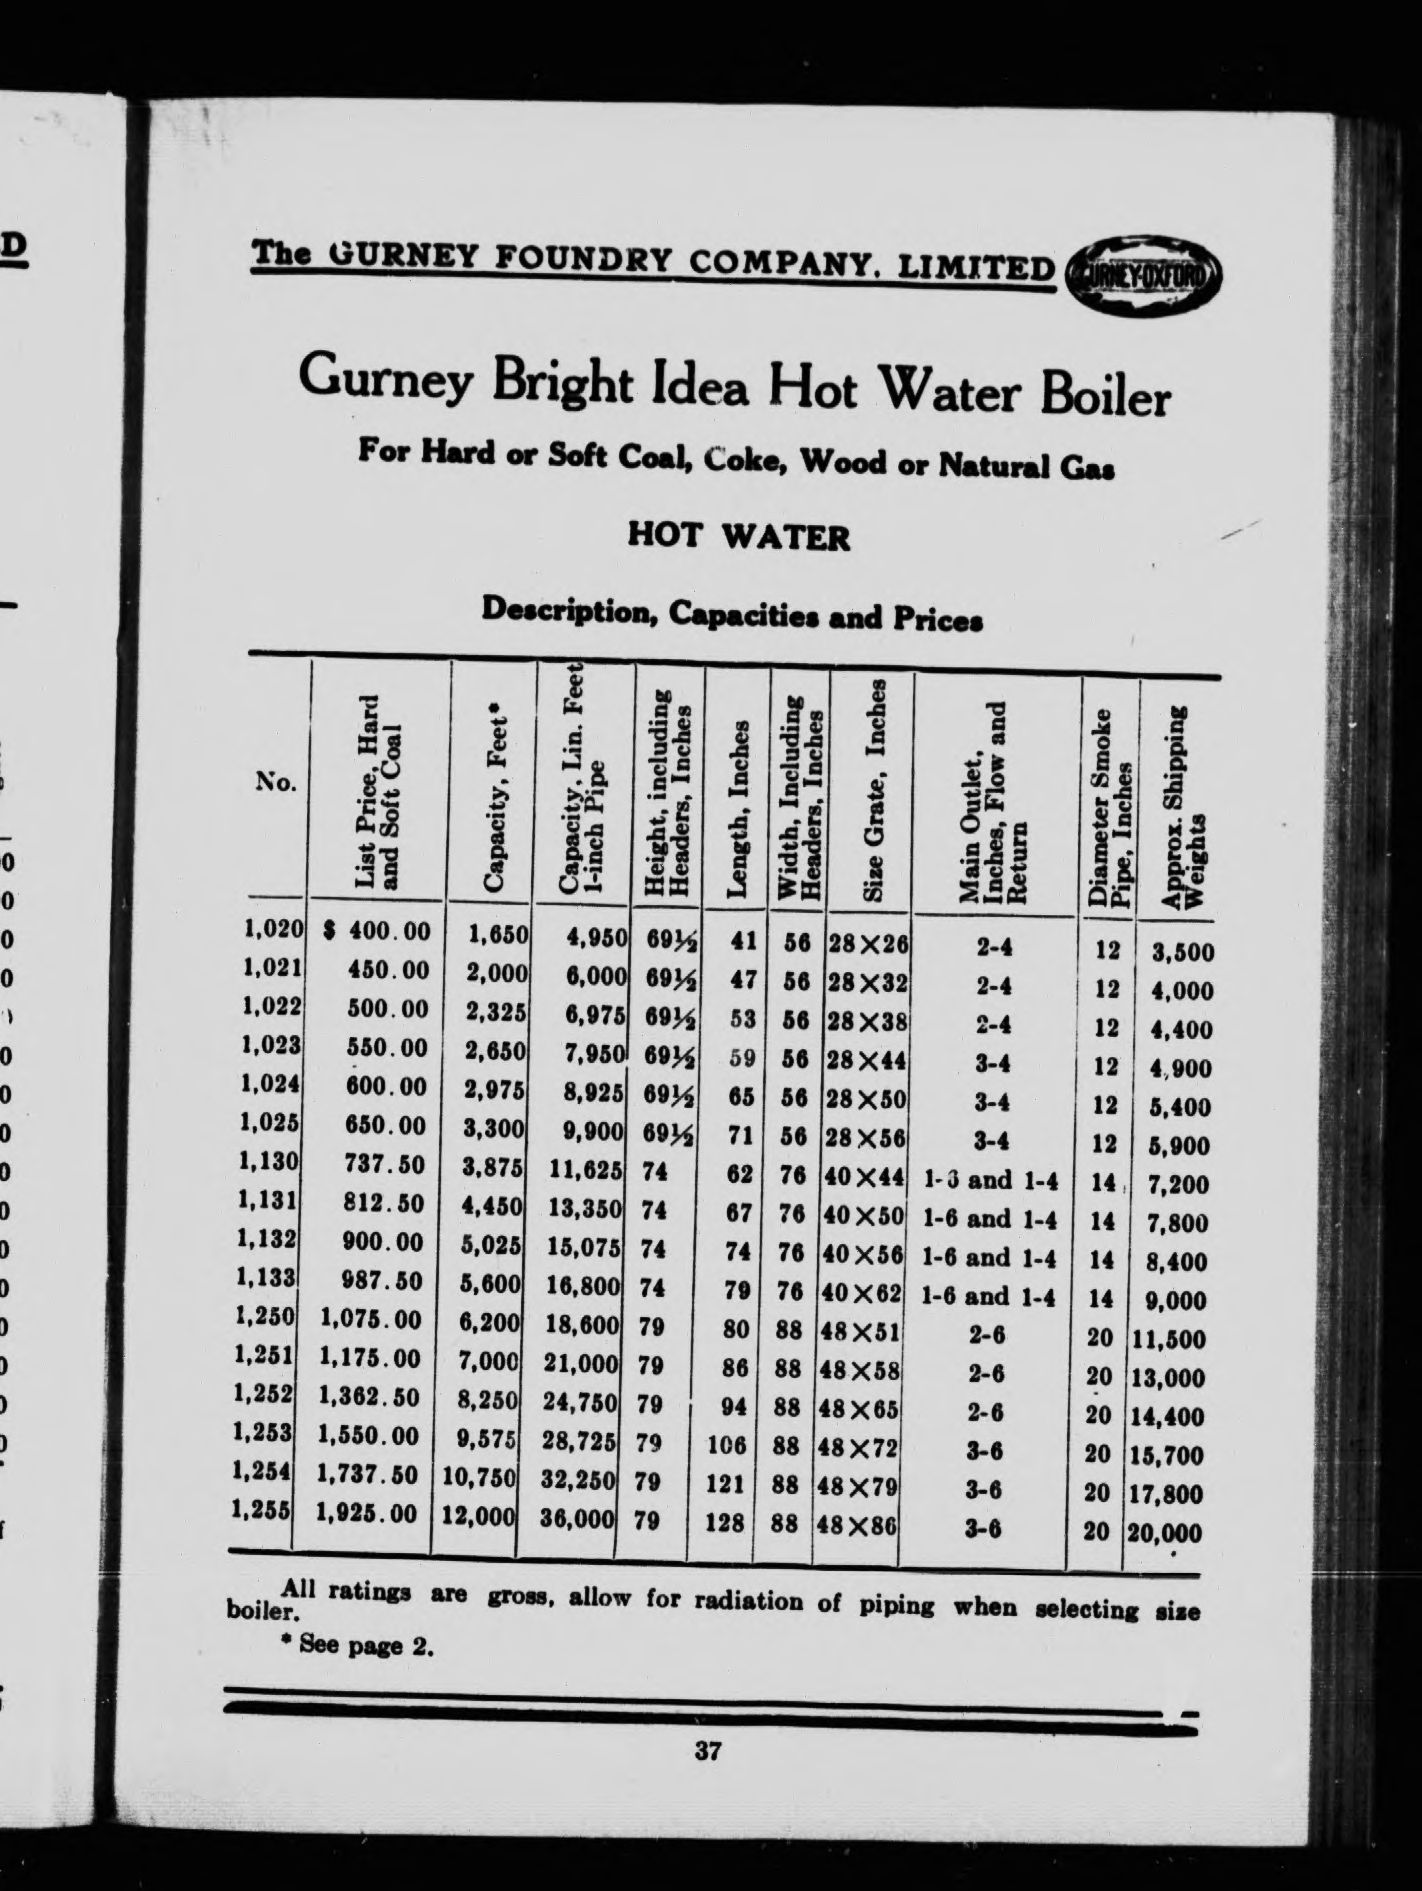 The GURNEY FOUNDRY COMPANY, LIMITED GURNEY-OXFORD
Gurney Bright Idea Hot Water Boiler
For Hard or Soft Coal, Coke, Wood or Natural Gas
HOT WATER
Description, Capacities and Prices
No. | List Price, Hard and Soft Coal | Capacity, Feet* | Capacity, Lin. Feet 1-inch Pipe | Height, including Headers, Inches | Length, Inches | Width, Including Headers, Inches | Size Grate, Inches | Main Outlet, Inches, Flow and Return | Diameter Smoke Pipe, Inches | Approx. Shipping Weights
1,020 $ 400.00 1,650 4,950 69½ 41 56 28×26 2-4 12 3,500
1,021 450.00 2,000 6,000 69½ 47 56 28×32 2-4 12 4,000
1,022 500.00 2,325 6,975 69½ 53 56 28×38 2-4 12 4,400
1,023 550.00 2,650 7,950 69½ 59 56 28×44 3-4 12 4,900
1,024 600.00 2,975 8,925 69½ 65 56 28×50 3-4 12 5,400
1,025 650.00 3,300 9,900 69½ 71 56 28×56 3-4 12 5,900
1,130 737.50 3,875 11,625 74 62 76 40×44 and 1-4 14 7,200
1,131 812.50 4,450 13,350 74 67 76 40×50 1-6 and 1-4 14 7,800
1,132 900.00 5,025 15,075 74 74 76 40×56 1-6 and 1-4 14 8,400
1,133 987.50 5,600 16,800 74 79 76 40×62 1-6 and 1-4 14 9,000
1,250 1,075.00 6,200 18,600 79 80 88 48×51 2-6 20 11,500
1,251 1,175.00 7,000 21,000 79 86 88 48×58 2-6 20 13,000
1,252 1,362.50 8,250 24,750 79 94 88 48×65 2-6 20 14,400
1,253 1,550.00 9,575 28,725 79 106 88 48×72 3-6 20 15,700
1,254 1,737.50 10,750 32,250 79 121 88 48×79 3-6 20 17,800
1,255 1,925.00 12,000 36,000 79 128 88 48×86 3-6 20 20,000
All ratings are gross, allow for radiation of piping when selecting size
boiler.
* See page 2.
37